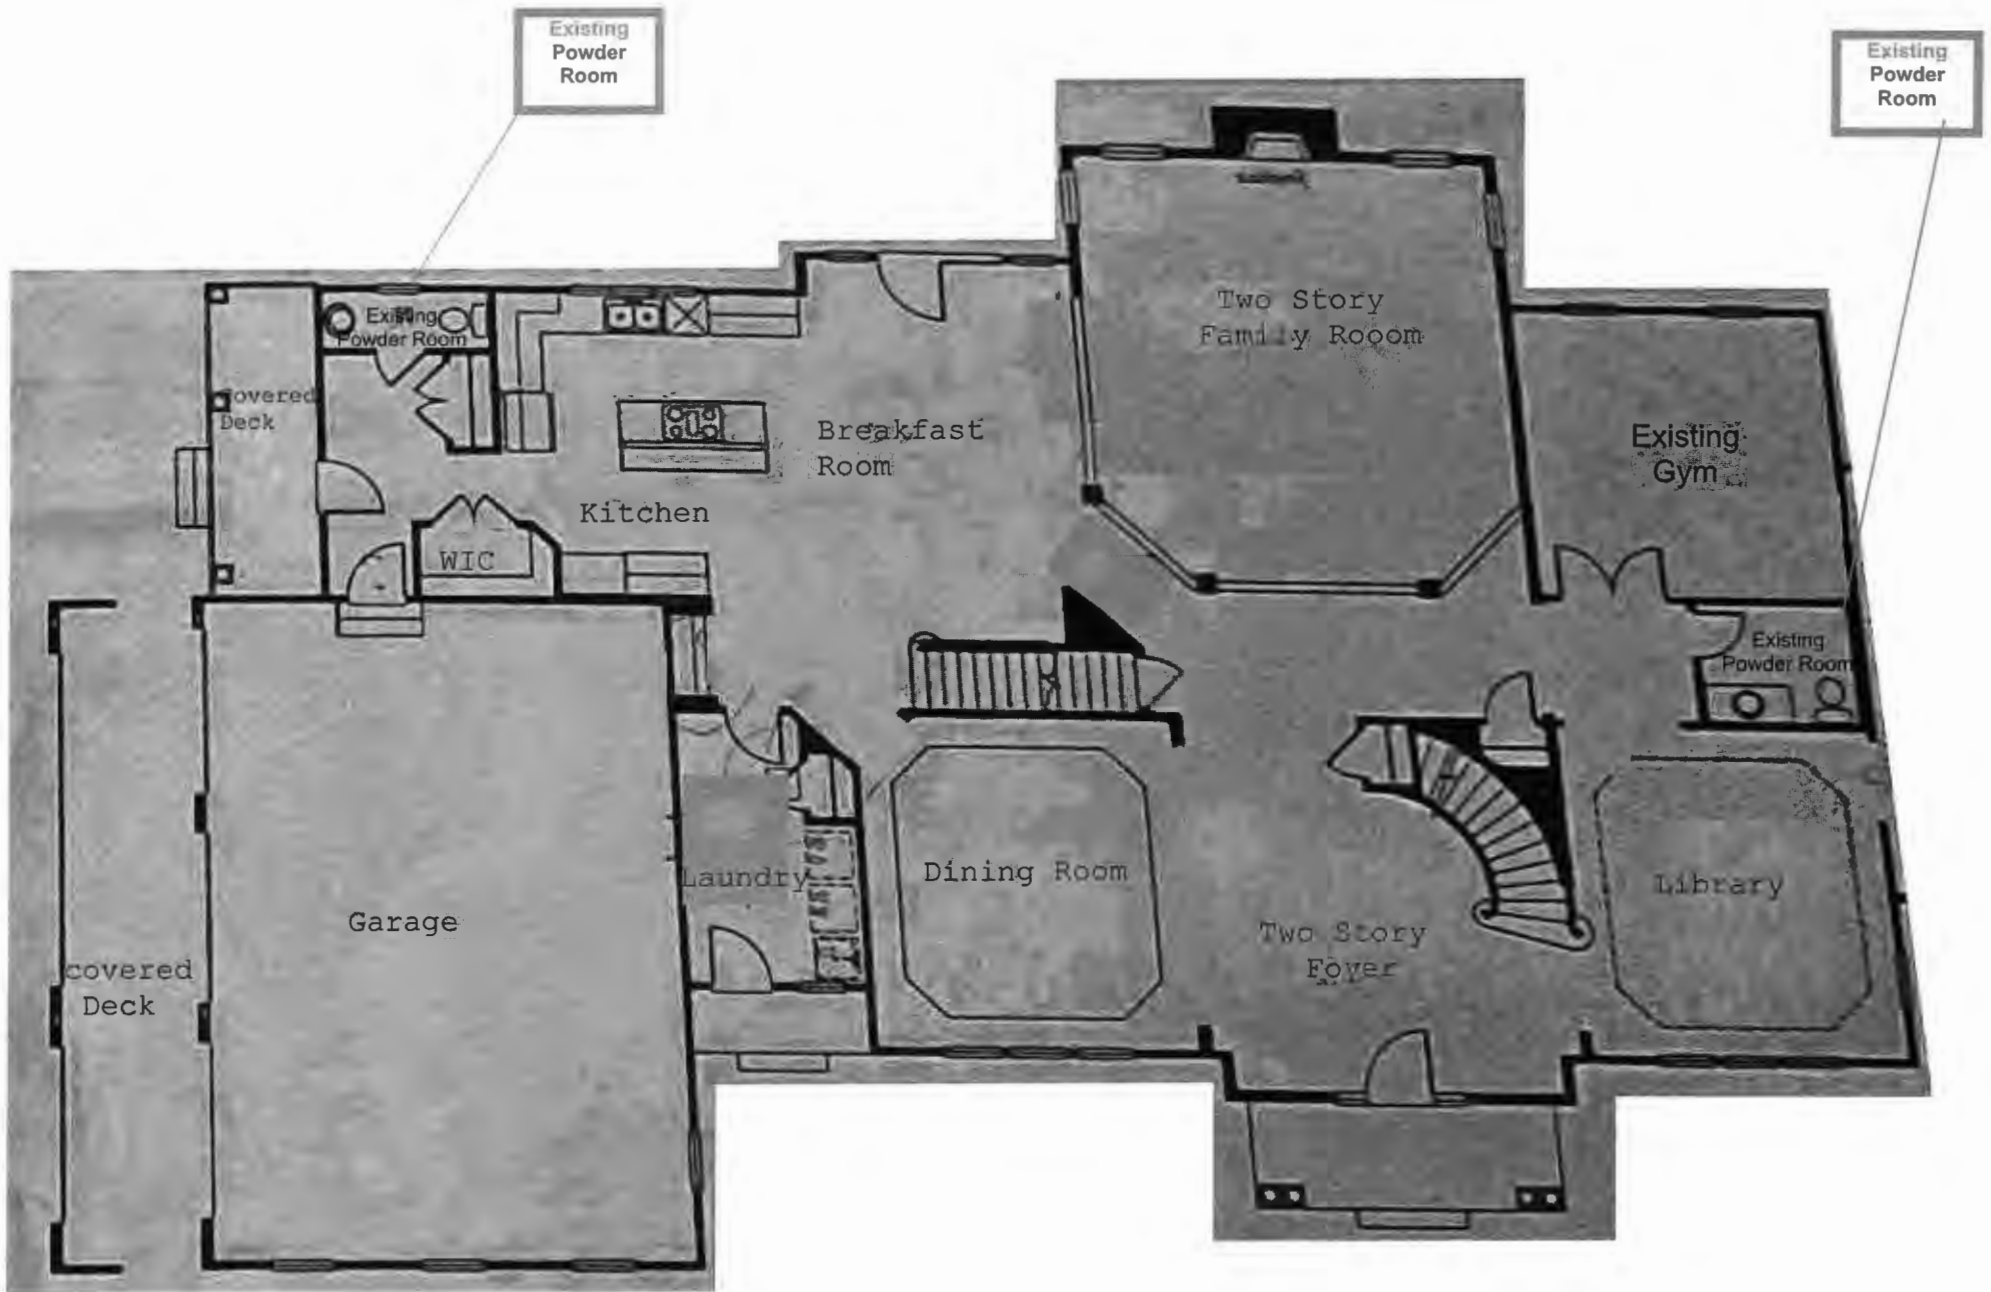 Existing
Powder
Room
Existing
Powder
Room
Existing
Powder Room
Covered
Deck
Two Story
Family Rooom
Existing
Gym
Breakfast
Room
Kitchen
WIC
Existing
Powder Room
Laundry
Dining Room
Library
Garage
Two Story
Foyer
covered
Deck